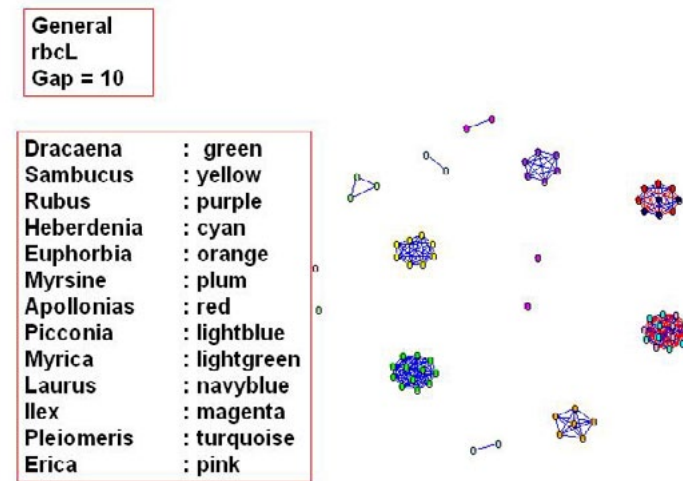 General
rbcL
Gap = 10
Dracaena : green
Sambucus : yellow
Rubus : purple
Heberdenia : cyan
Euphorbia : orange
Myrsine : plum
Apollonias : red
Picconia : lightblue
Myrica : lightgreen
Laurus : navyblue
Ilex : magenta
Pleiomeris : turquoise
Erica : pink